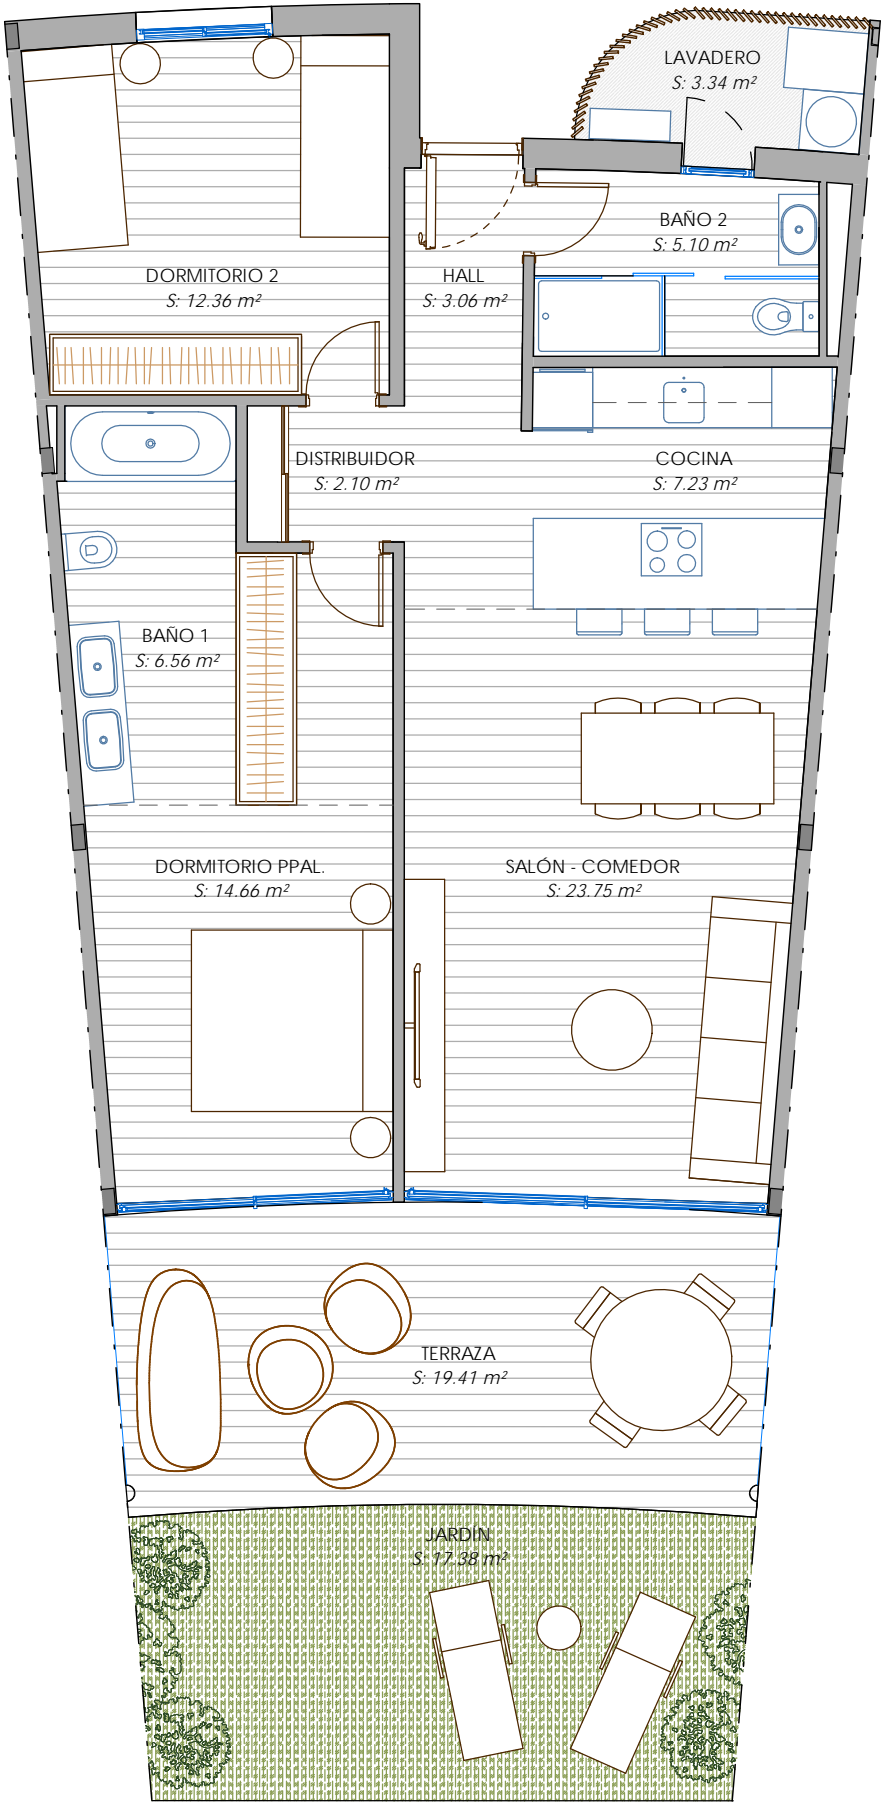 LAVADERO
S: 3.34 m²
BAÑO 2
S: 5.10 m²
DORMITORIO 2
S: 12.36 m²
HALL
S: 3.06 m²
DISTRIBUIDOR
S: 2.10 m²
COCINA
S: 7.23 m²
BAÑO 1
S: 6.56 m²
DORMITORIO PPAL.
S: 14.66 m²
SALÓN - COMEDOR
S: 23.75 m²
TERRAZA
S: 19.41 m²
JARDÍN
S: 17.38 m²